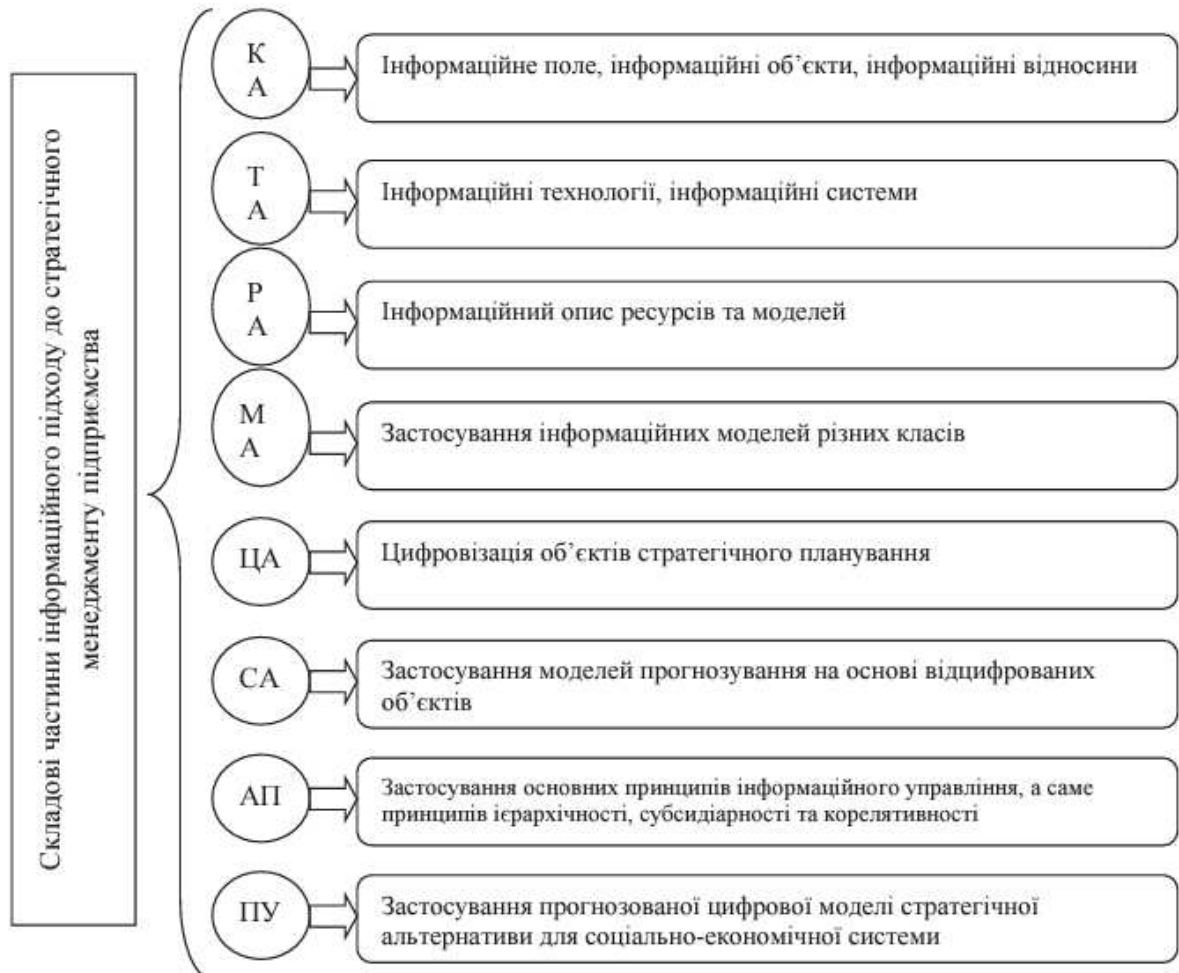 Складові частини інформаційного підходу до стратегічного
менеджменту підприємства
К
А
Інформаційне поле, інформаційні об’єкти, інформаційні відносини
Т
А
Інформаційні технології, інформаційні системи
Р
А
Інформаційний опис ресурсів та моделей
М
А
Застосування інформаційних моделей різних класів
ЦА
Цифровізація об’єктів стратегічного планування
СА
Застосування моделей прогнозування на основі відцифрованих
об’єктів
АП
Застосування основних принципів інформаційного управління, а саме
принципів ієрархічності, субсидіарності та корелятивності
ПУ
Застосування прогнозованої цифрової моделі стратегічної
альтернативи для соціально-економічної системи